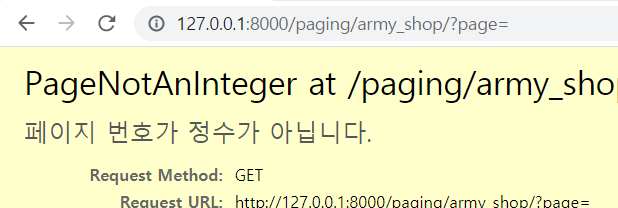 127.0.0.1:8000/paging/army_shop/?page=
PageNotAnInteger at /paging/army_sho
페이지 번호가 정수가 아닙니다.
Request Method: GET
Request URL: http://127.0.0.1:8000/paging/army_shop/?page=